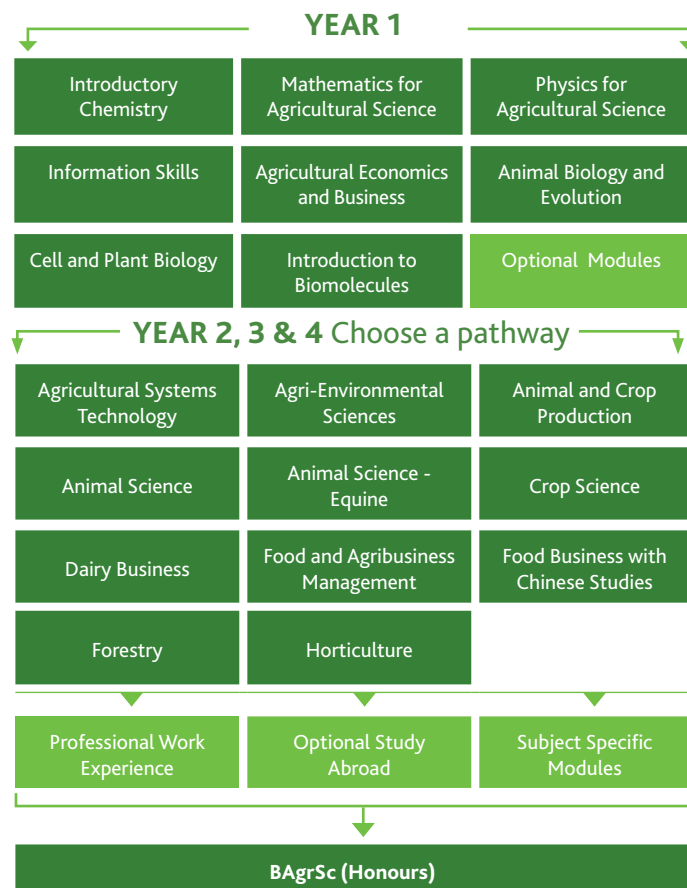 YEAR 1
Introductory
Chemistry
Mathematics for
Agricultural Science
Physics for
Agricultural Science
Information Skills
Agricultural Economics
and Business
Animal Biology and
Evolution
Cell and Plant Biology
Introduction to
Biomolecules
Optional Modules
YEAR 2, 3 & 4 Choose a pathway
Agricultural Systems
Technology
Agri-Environmental
Sciences
Animal and Crop
Production
Animal Science
Animal Science -
Equine
Crop Science
Dairy Business
Food and Agribusiness
Management
Food Business with
Chinese Studies
Forestry
Horticulture
Professional Work
Experience
Optional Study
Abroad
Subject Specific
Modules
BAgrSc (Honours)